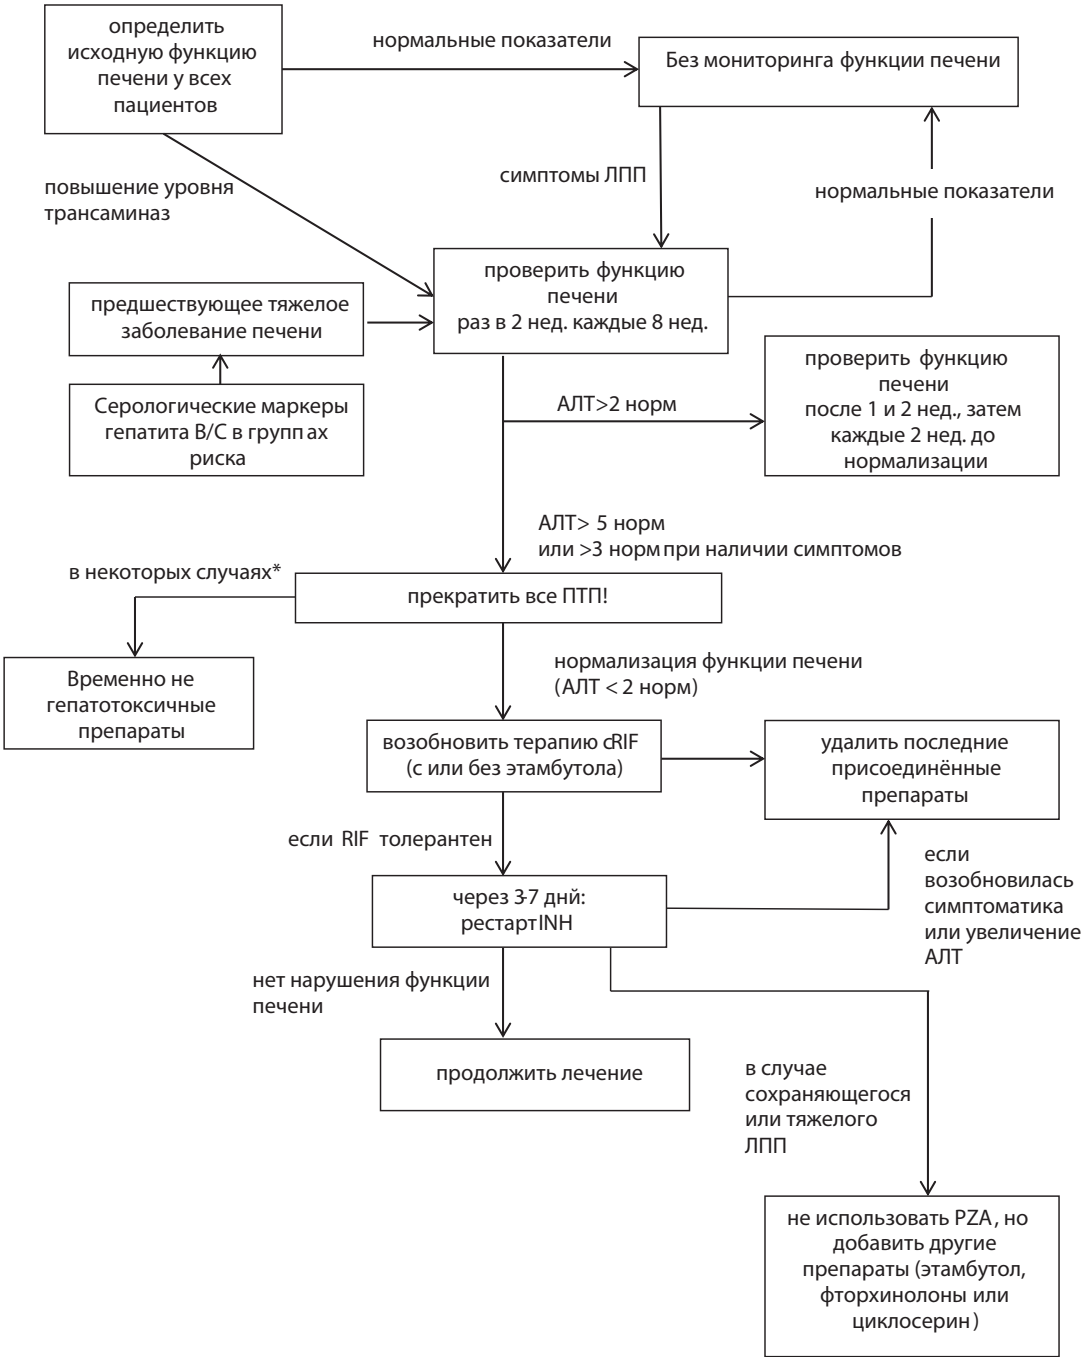 определить
исходную функцию
печени у всех
пациентов
нормальные показатели
Без мониторинга функции печени
повышение уровня
трансаминаз
симптомы ЛПП
нормальные показатели
проверить функцию
печени
раз в 2 нед. каждые 8 нед.
предшествующее тяжелое
заболевание печени
Серологические маркеры
гепатита В/С в группах
риска
АЛТ>2 норм
проверить функцию
печени
после 1 и 2 нед., затем
каждые 2 нед. до
нормализации
АЛТ> 5 норм
или >3 норм при наличии симптомов
в некоторых случаях*
прекратить все ПТП!
Временно не
гепатотоксичные
препараты
нормализация функции печени
(АЛТ < 2 норм)
возобновить терапию сRIF
(с или без этамбутола)
удалить последние
присоединённые
препараты
если RIF толерантен
через 3-7 днй:
рестартINH
если
возобновилась
симптоматика
или увеличение
АЛТ
нет нарушения функции
печени
продолжить лечение
в случае
сохраняющегося
или тяжелого
ЛПП
не использовать PZA, но
добавить другие
препараты (этамбутол,
фторхинолоны или
циклосерин)